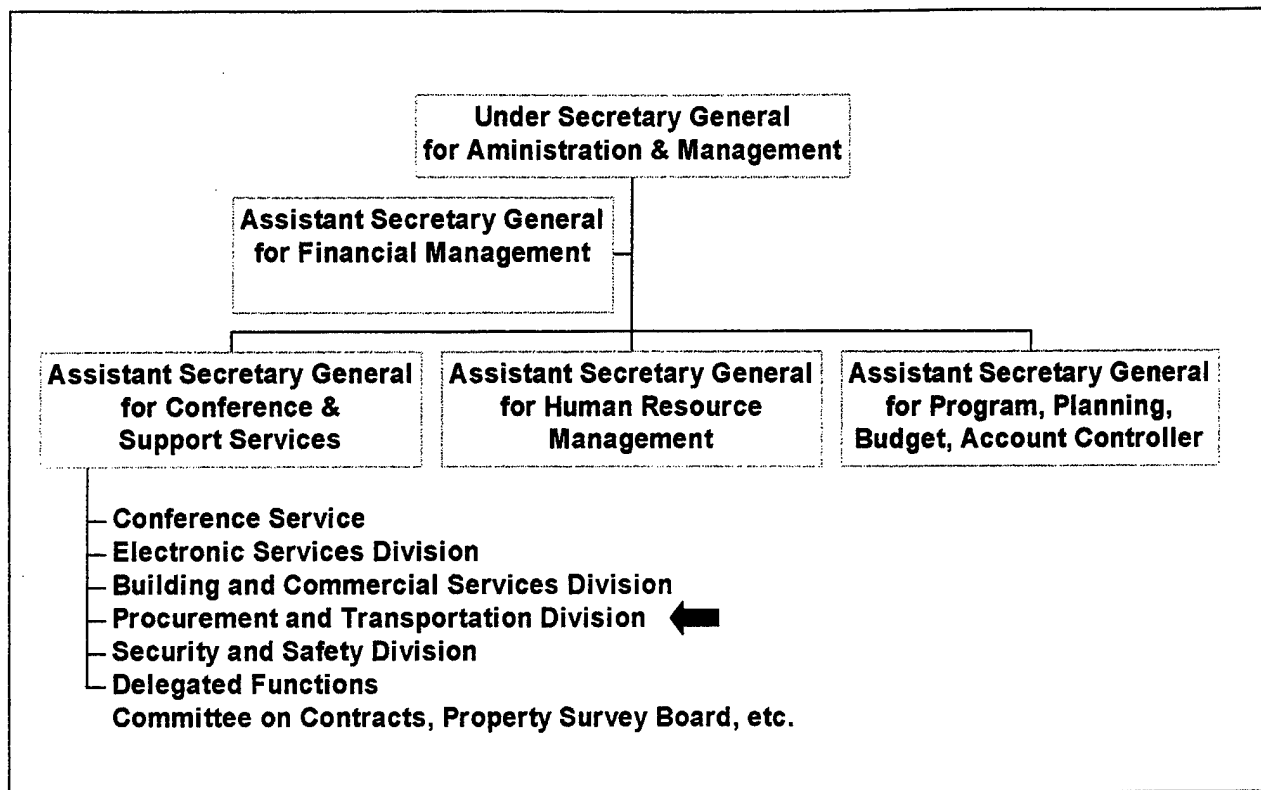 Under Secretary General
for Aministration & Management
Assistant Secretary General
for Financial Management
Assistant Secretary General
for Conference &
Support Services
Assistant Secretary General
for Human Resource
Management
Assistant Secretary General
for Program, Planning,
Budget, Account Controller
Conference Service
Electronic Services Division
Building and Commercial Services Division
Procurement and Transportation Division
Security and Safety Division
Delegated Functions
Committee on Contracts, Property Survey Board, etc.